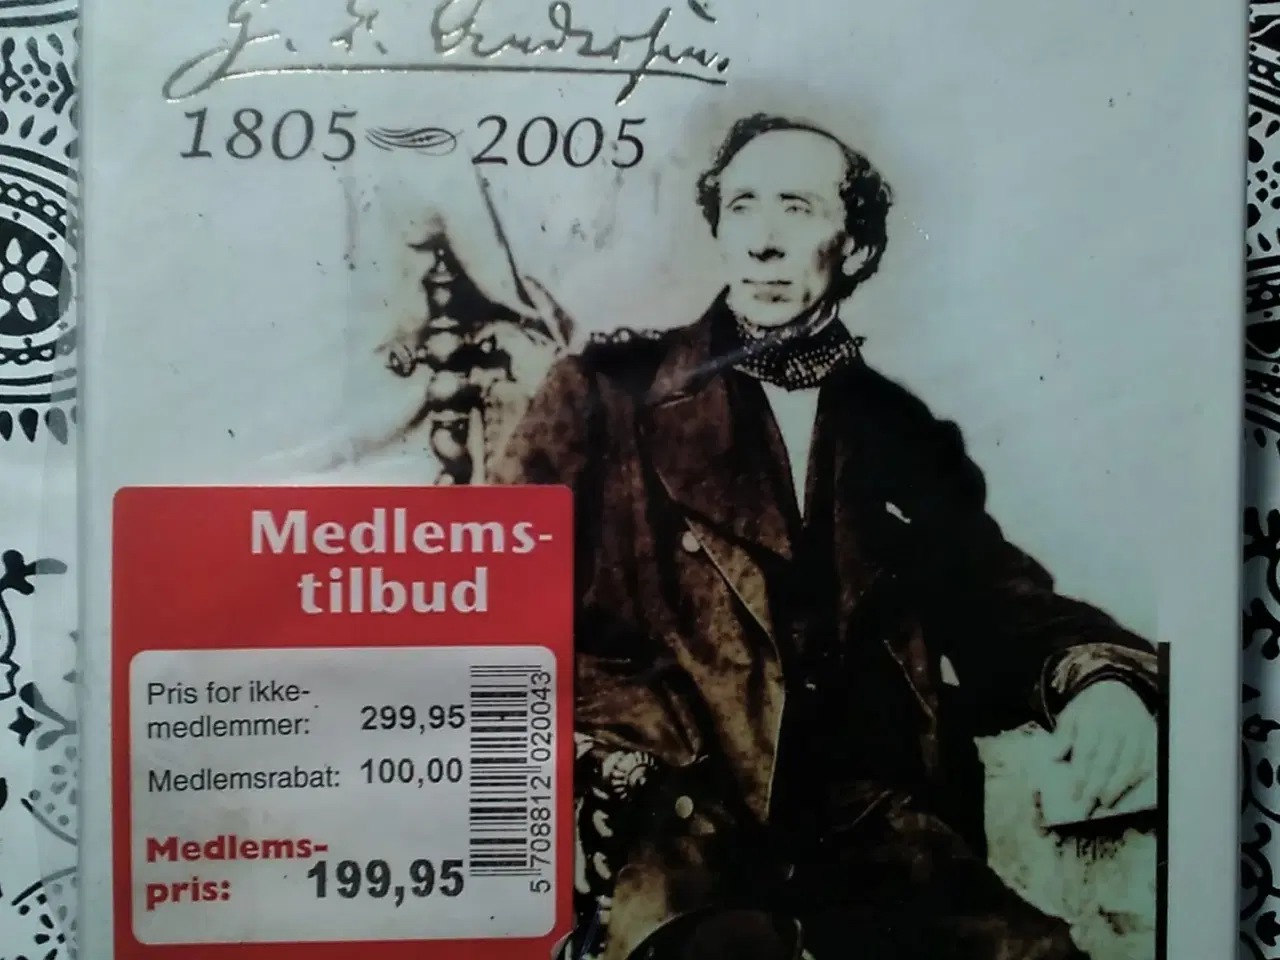 H. C. Andersen.
1805 2005
Medlems-
tilbud
Pris for ikke-
medlemmer: 299,95
Medlemsrabat: 100,00
Medlems-
pris: 199,95
5 708812 020043